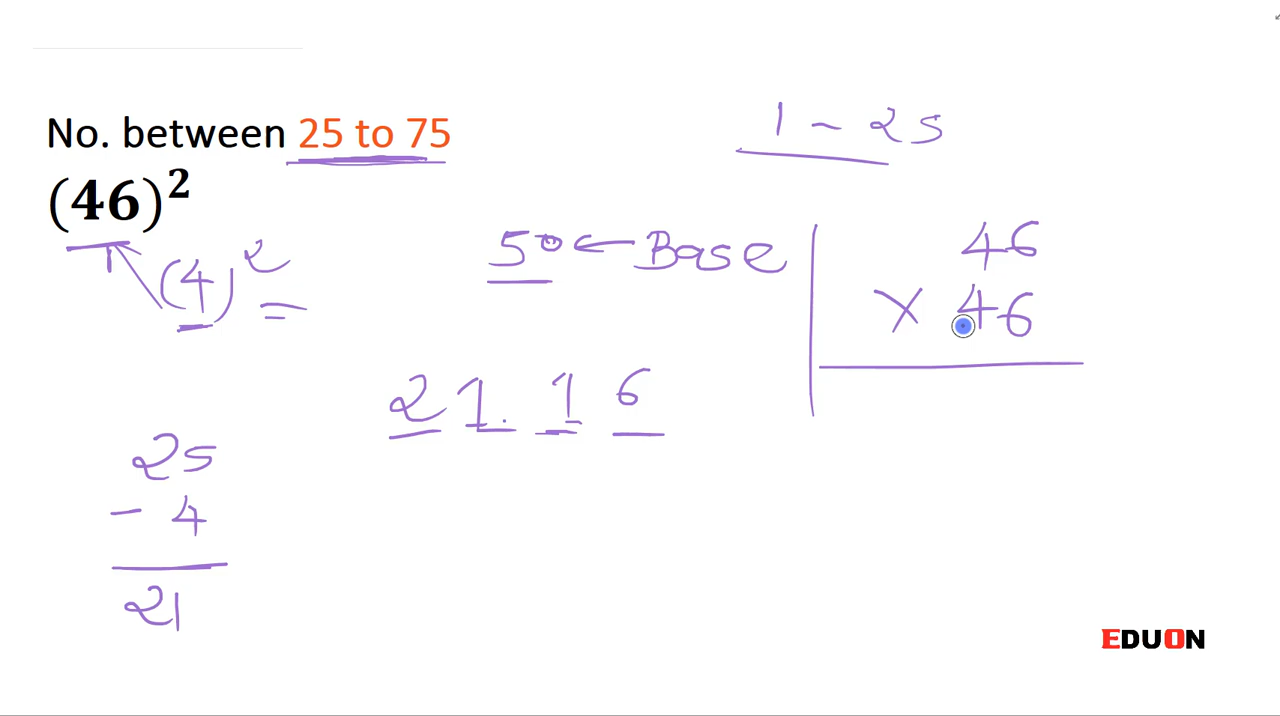 No. between 25 to 75
(46)²
(4)²
=
50 ← Base
1 - 25
46
× 46
21.16
25
- 4
21
EDUON